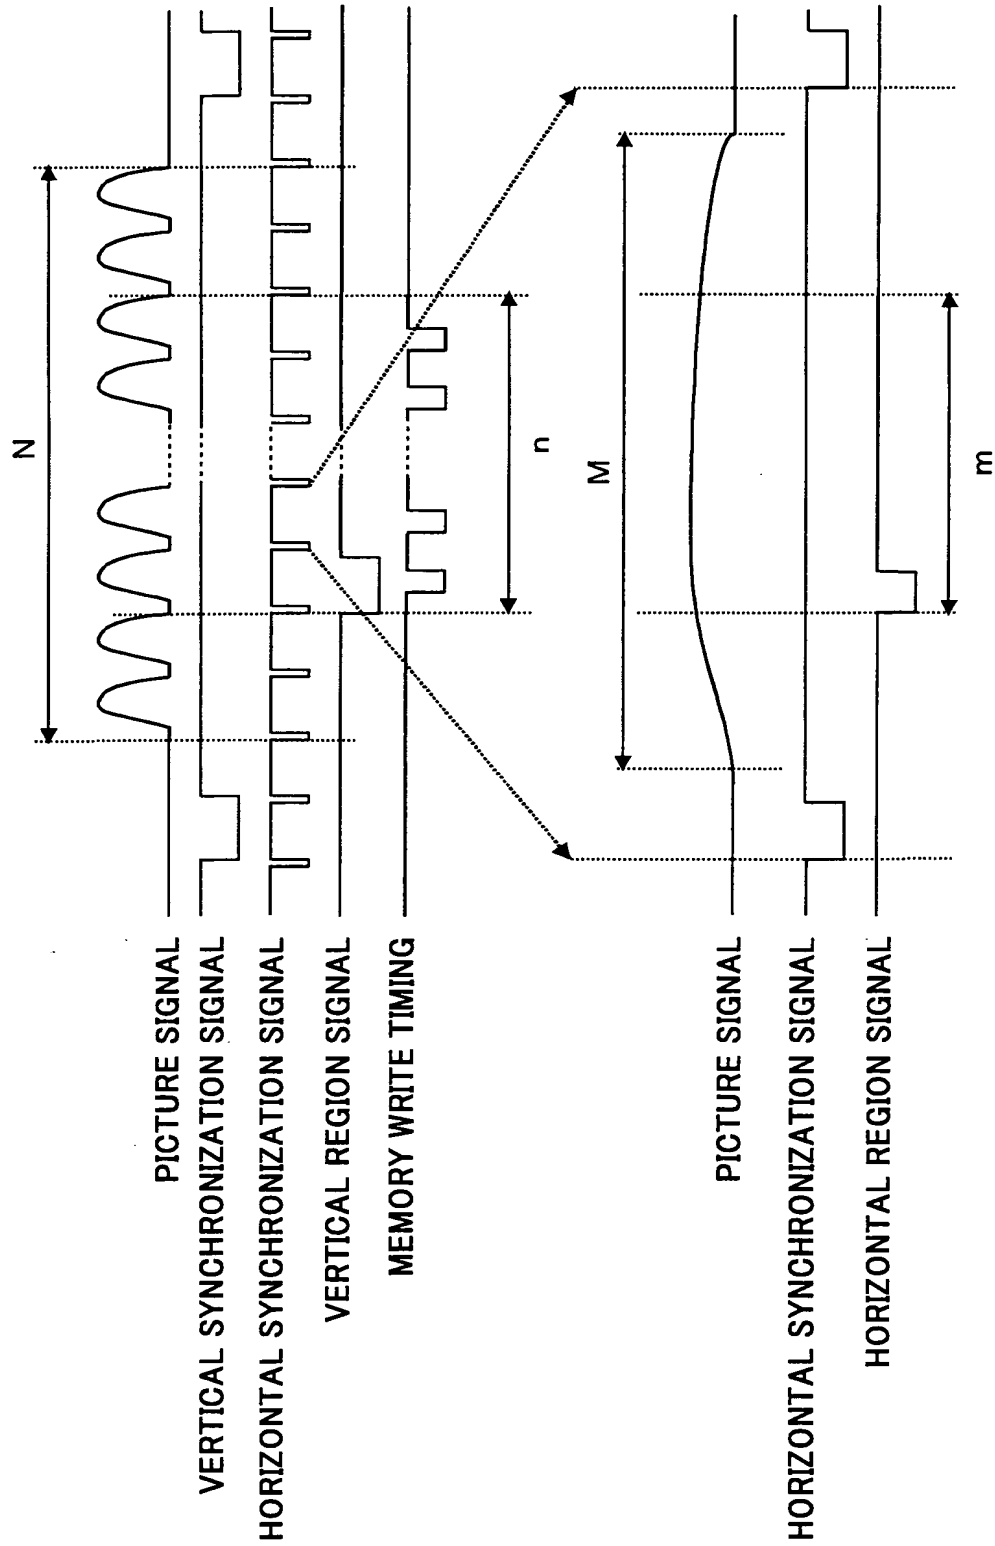 N
PICTURE SIGNAL
VERTICAL SYNCHRONIZATION SIGNAL
HORIZONTAL SYNCHRONIZATION SIGNAL
VERTICAL REGION SIGNAL
MEMORY WRITE TIMING
n
M
PICTURE SIGNAL
HORIZONTAL SYNCHRONIZATION SIGNAL
HORIZONTAL REGION SIGNAL
m